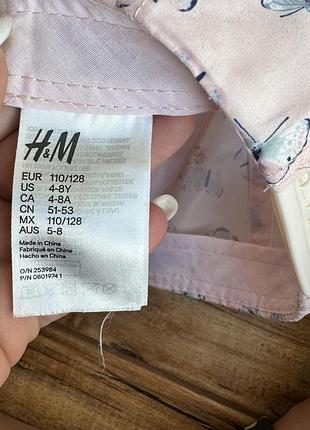 H&M
EUR 110/128
US 4-8Y
CA 4-8A
CN 51-53
MX 110/128
AUS 5-8
Made in China
Fabriqué en China
Hecho en China
O/N 253984
P/N 0801974 1